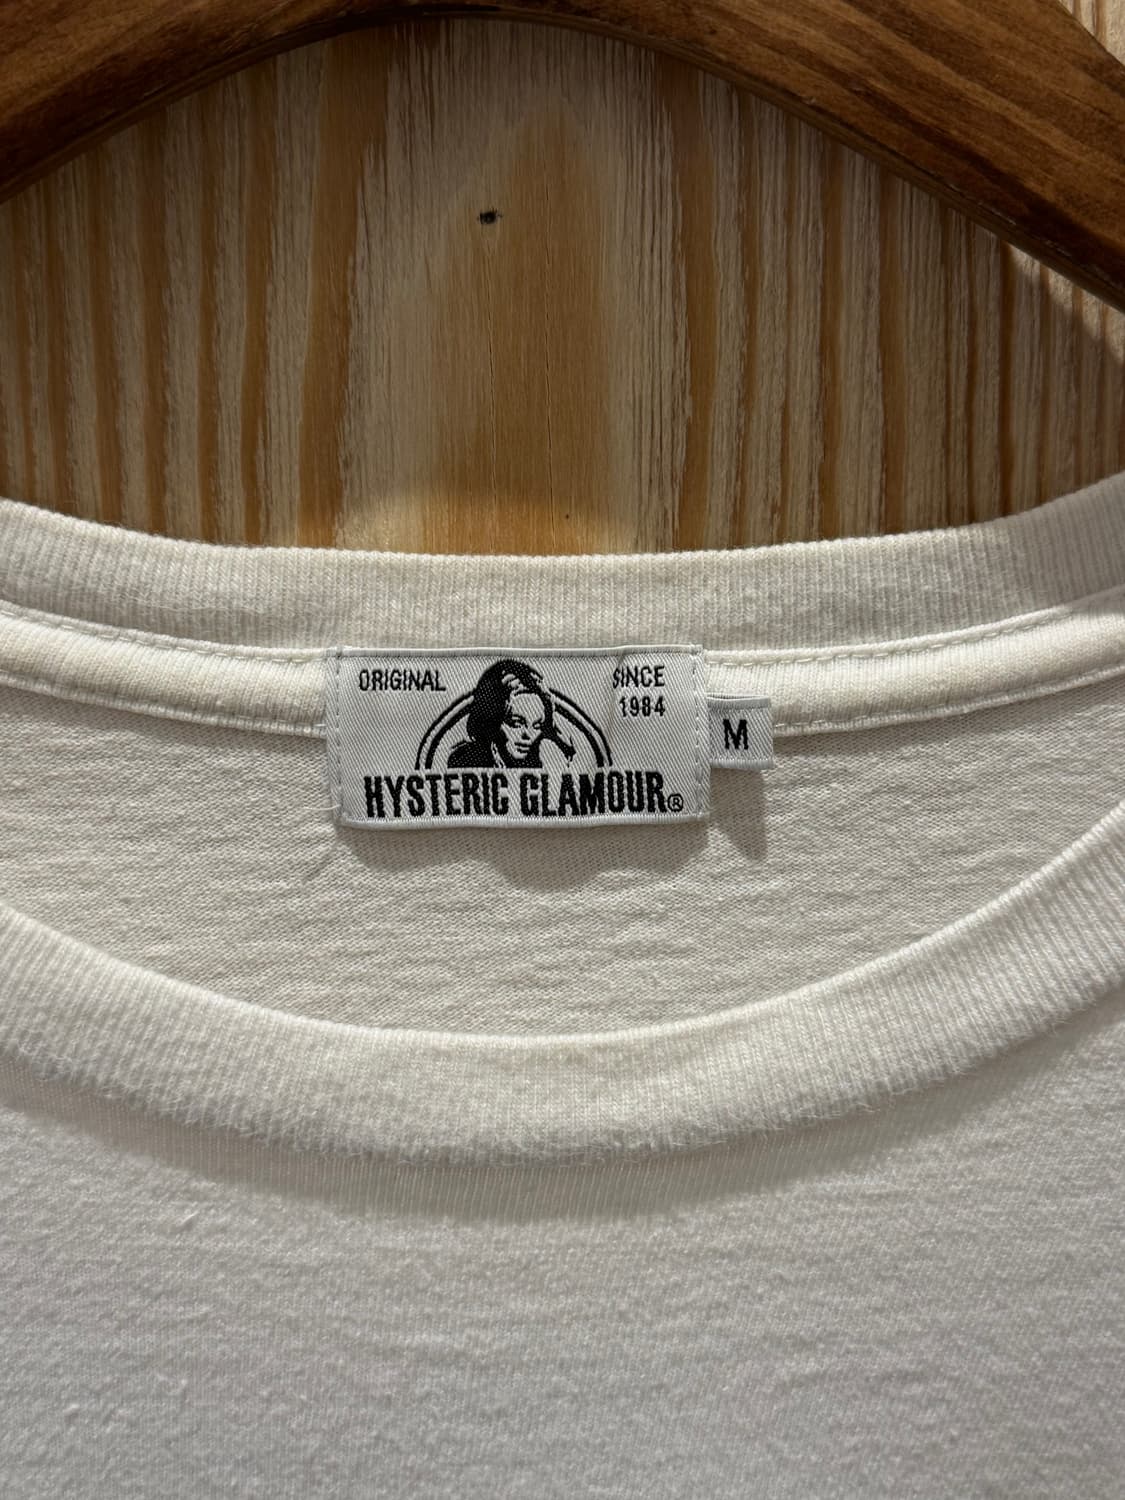 ORIGINAL
SINCE
1984
HYSTERIC GLAMOUR®
M